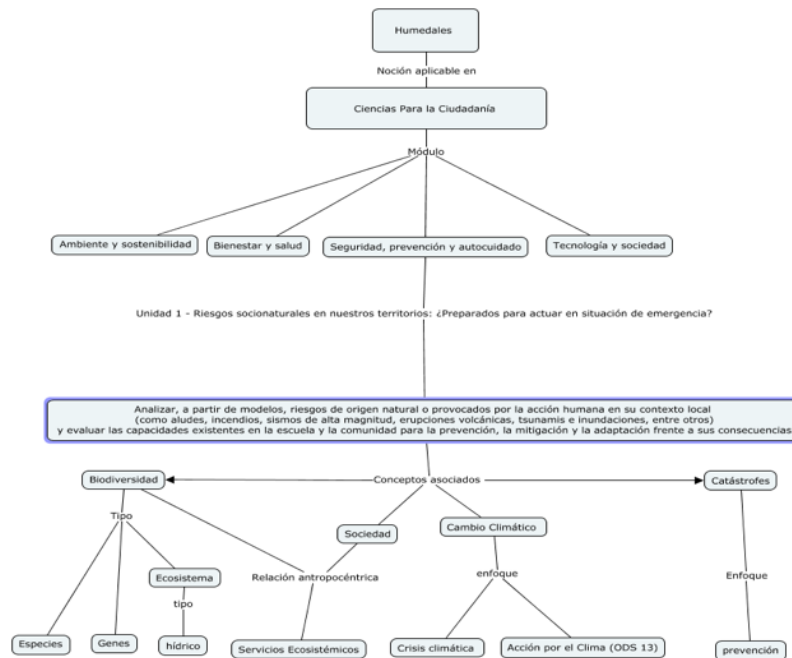 Humedales
Noción aplicable en
Ciencias Para la Ciudadanía
Módulo
Ambiente y sostenibilidad
Bienestar y salud
Seguridad, prevención y autocuidado
Tecnología y sociedad
Unidad 1 - Riesgos socionaturales en nuestros territorios: ¿Preparados para actuar en situación de emergencia?
Analizar, a partir de modelos, riesgos de origen natural o provocados por la acción humana en su contexto local
(como aludes, incendios, sismos de alta magnitud, erupciones volcánicas, tsunamis e inundaciones, entre otros)
y evaluar las capacidades existentes en la escuela y la comunidad para la prevención, la mitigación y la adaptación frente a sus consecuencias
Biodiversidad
Conceptos asociados
Catástrofes
Tipo
Sociedad
Cambio Climático
Ecosistema
Relación antropocéntrica
enfoque
Enfoque
tipo
Especies
Genes
hídrico
Servicios Ecosistémicos
Crisis climática
Acción por el Clima (ODS 13)
prevención